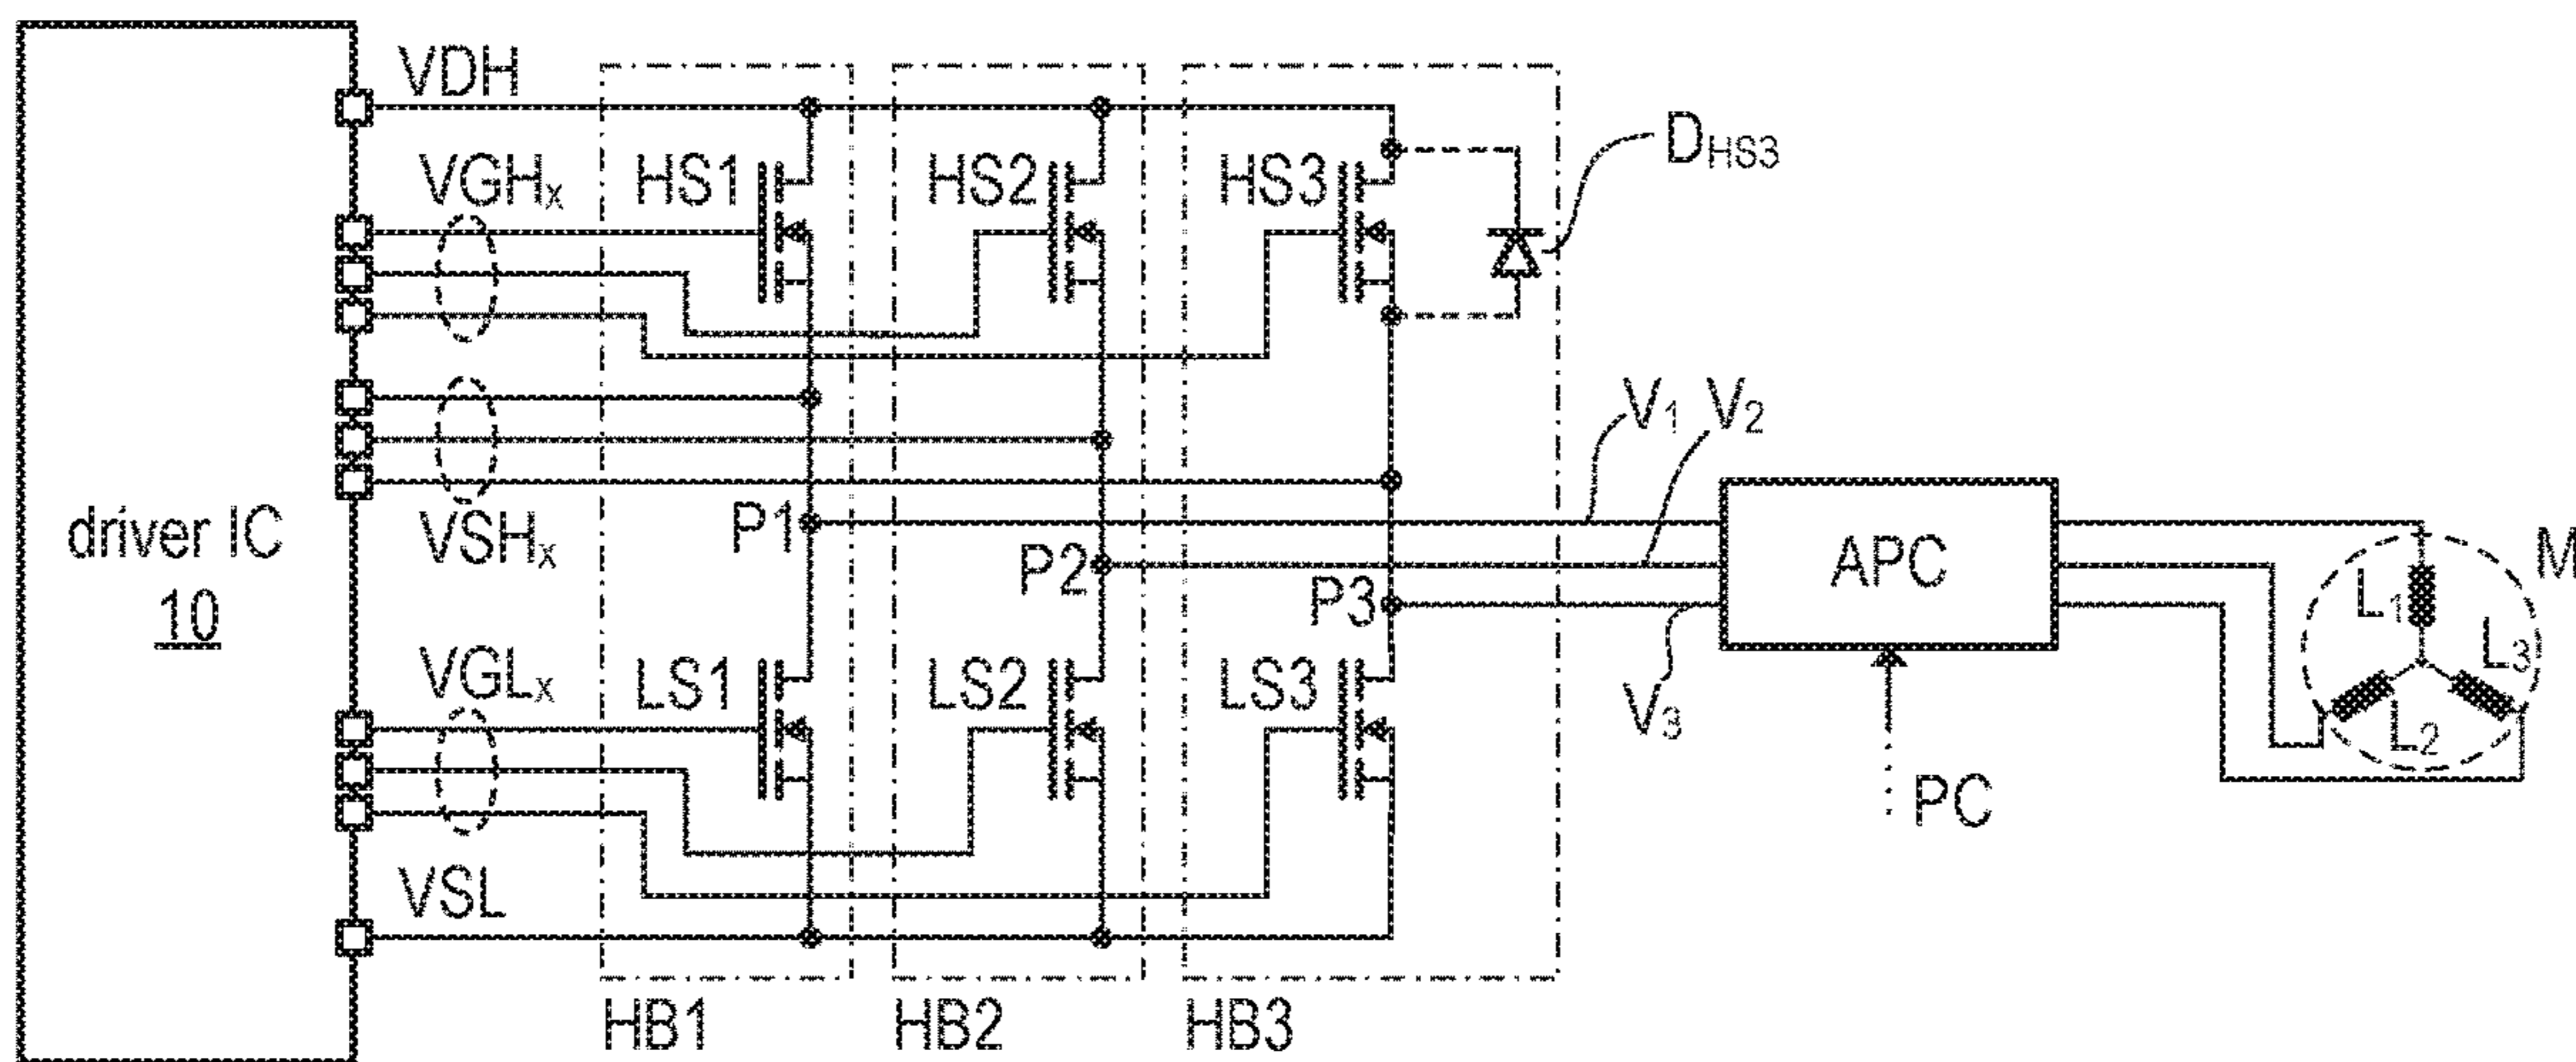 VDH
DHS3
VGHx
HS1
HS2
HS3
V1
V2
driver IC
10
VSHx
P1
P2
P3
APC
M
L1
L3
L2
VGLx
LS1
LS2
LS3
V3
PC
VSL
HB1
HB2
HB3